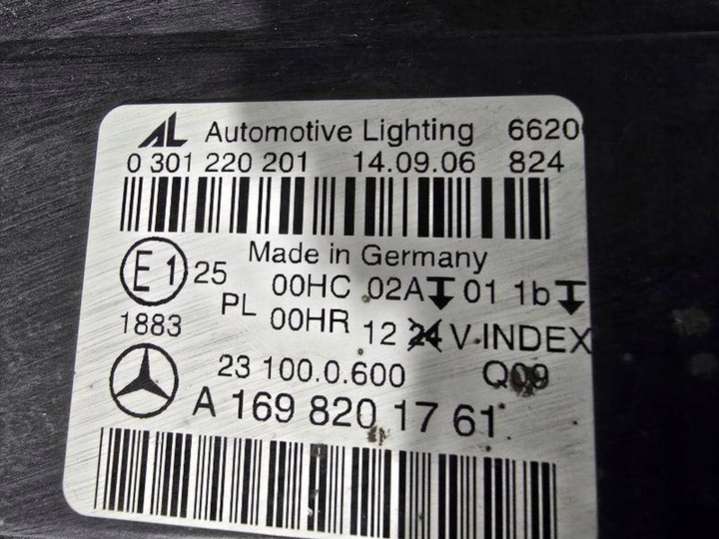 AL Automotive Lighting 6620
0 301 220 201 14.09.06 824
Made in Germany
E1 25 00HC 02A 01 1b
PL 00HR 12 24 V-INDEX
1883
23 100.0.600 Q09
A 169 820 17 61